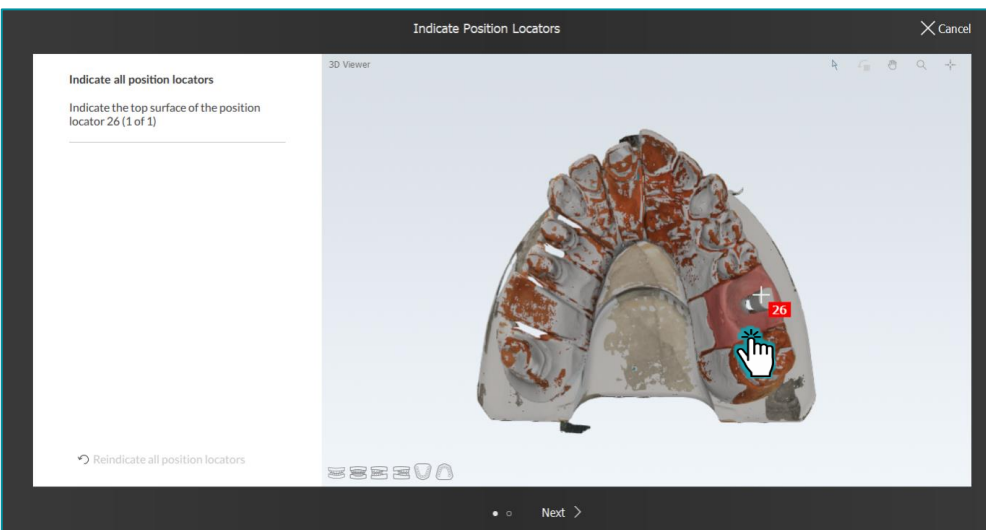 Indicate Position Locators
Cancel
Indicate all position locators
Indicate the top surface of the position
locator 26 (1 of 1)
3D Viewer
26
Reindicate all position locators
Next